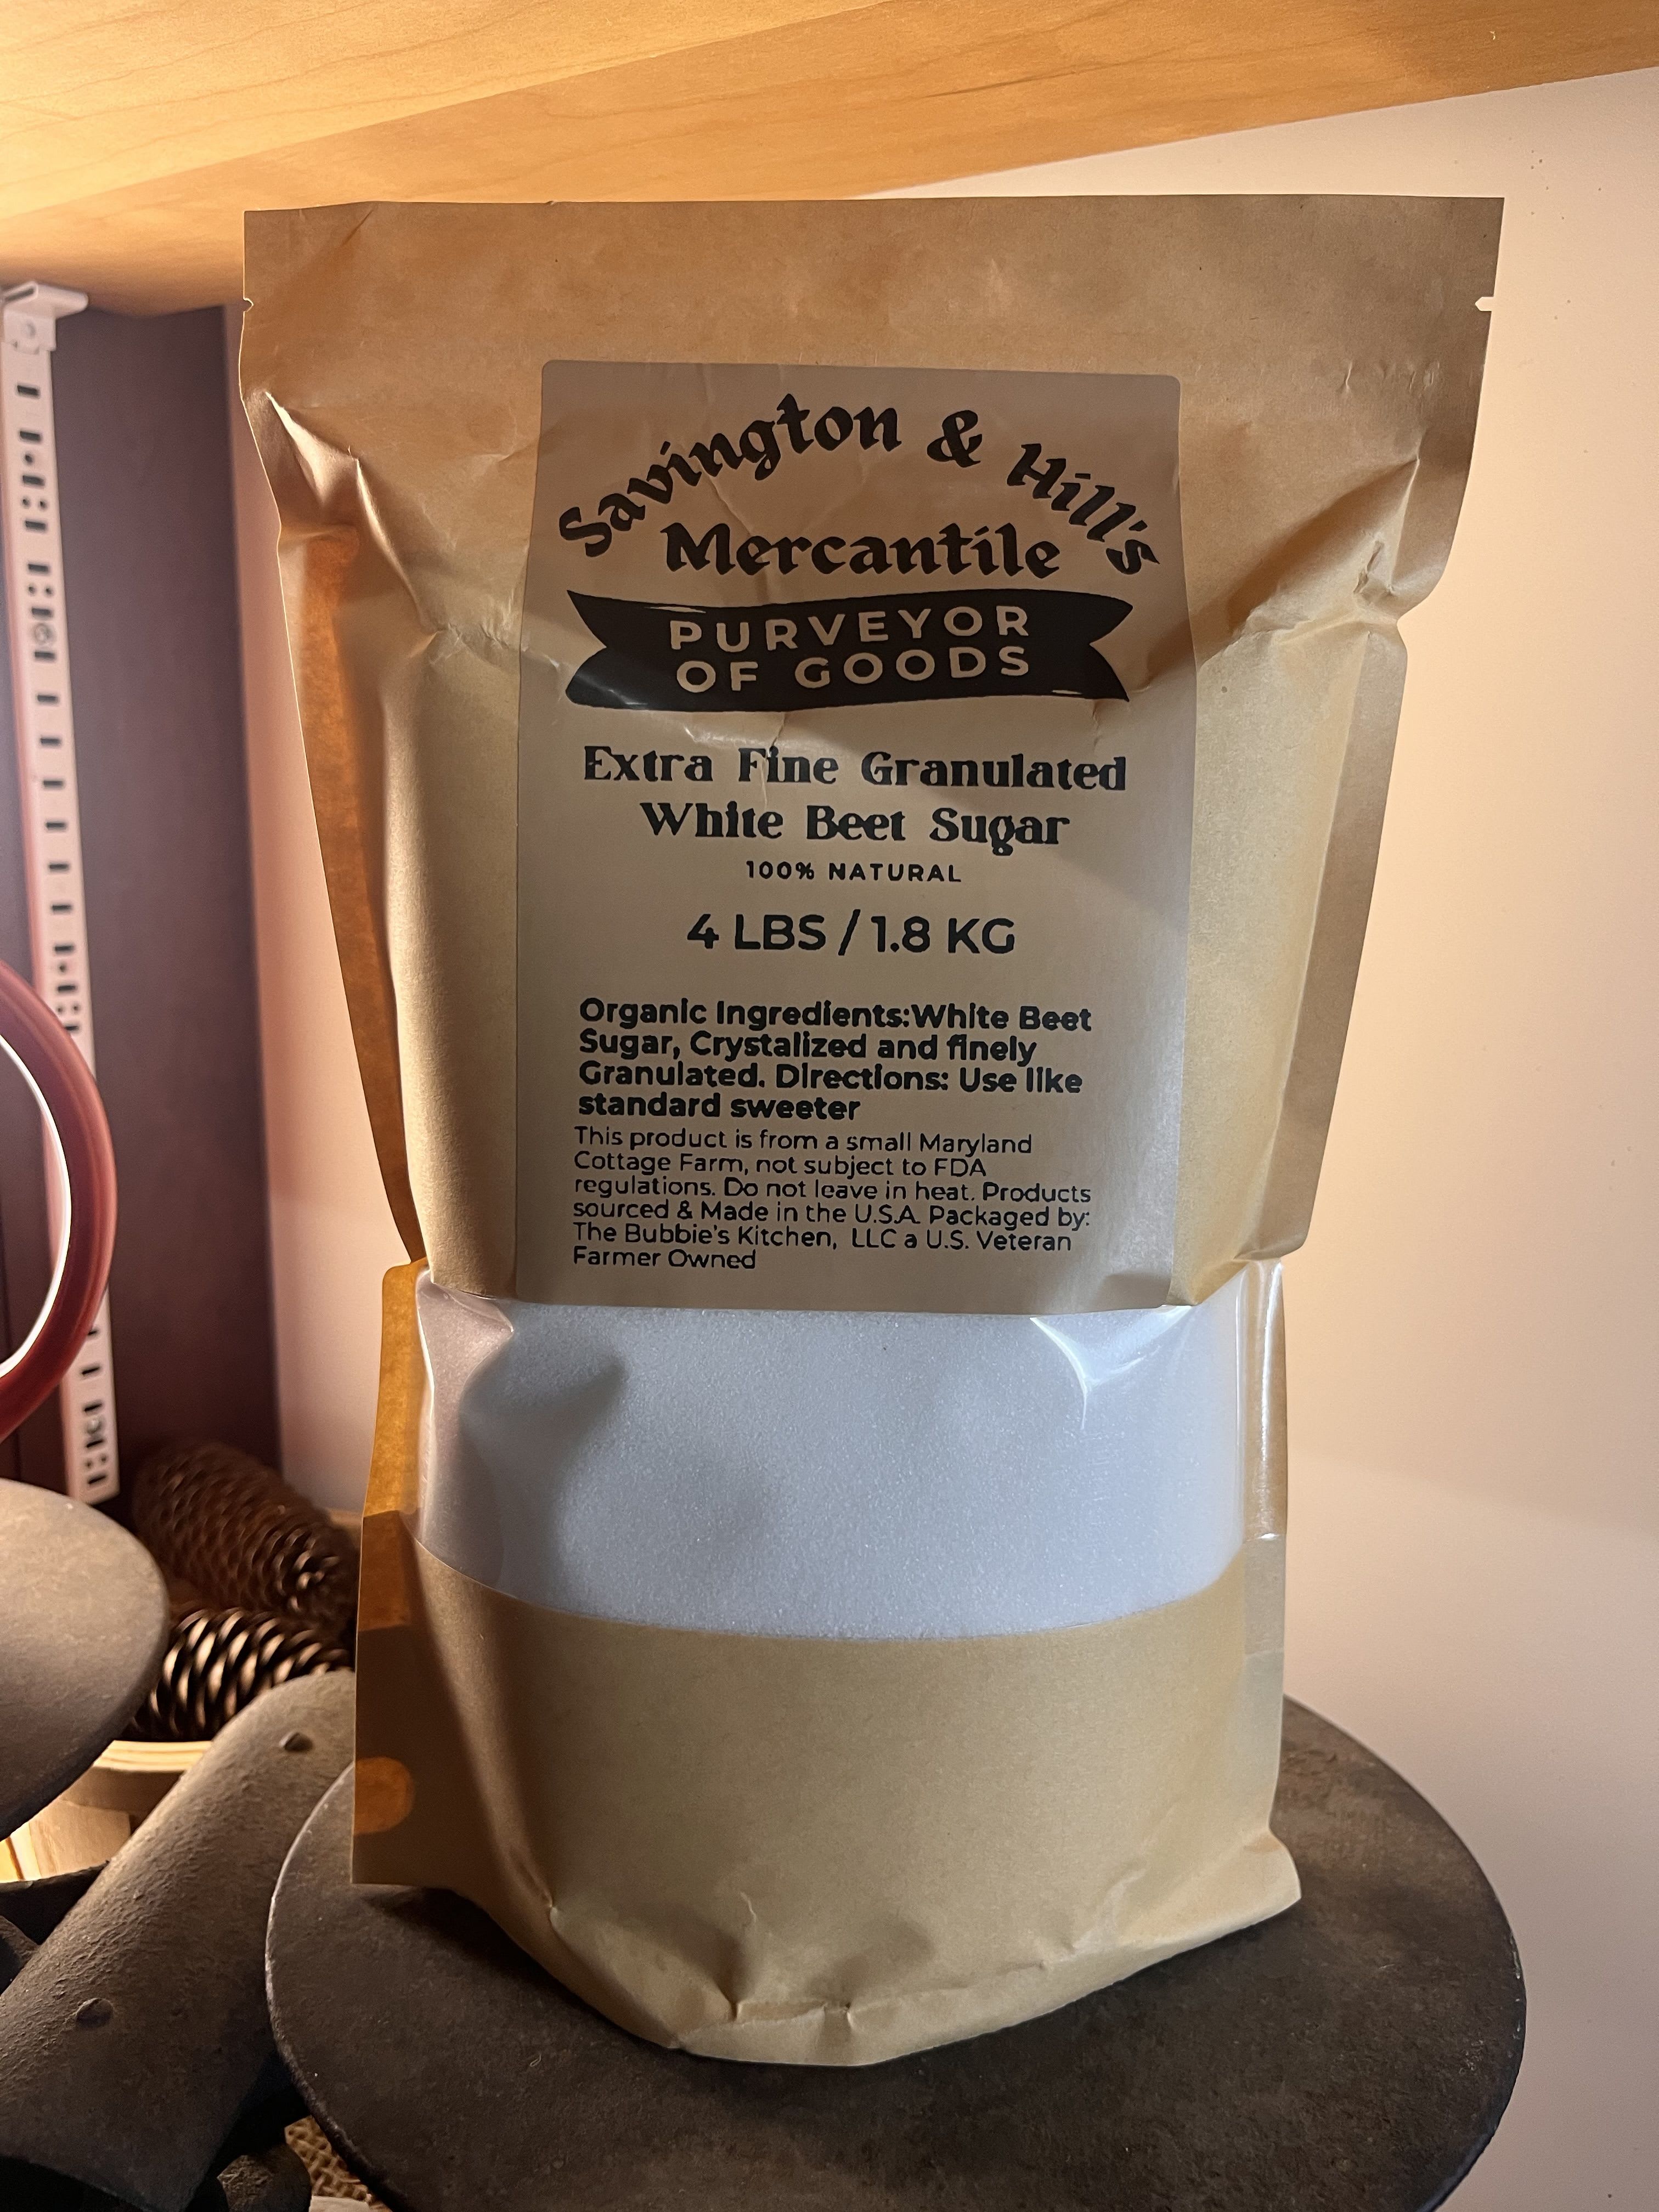 Savington & Hill's
Mercantile
PURVEYOR
OF GOODS
Extra Fine Granulated
White Beet Sugar
100% NATURAL
4 LBS / 1.8 KG
Organic Ingredients:White Beet
Sugar, Crystalized and finely
Granulated. Directions: Use like
standard sweeter
This product is from a small Maryland
Cottage Farm, not subject to FDA
regulations. Do not leave in heat. Products
sourced & Made in the U.S.A. Packaged by:
The Bubbie's Kitchen, LLC a U.S. Veteran
Farmer Owned